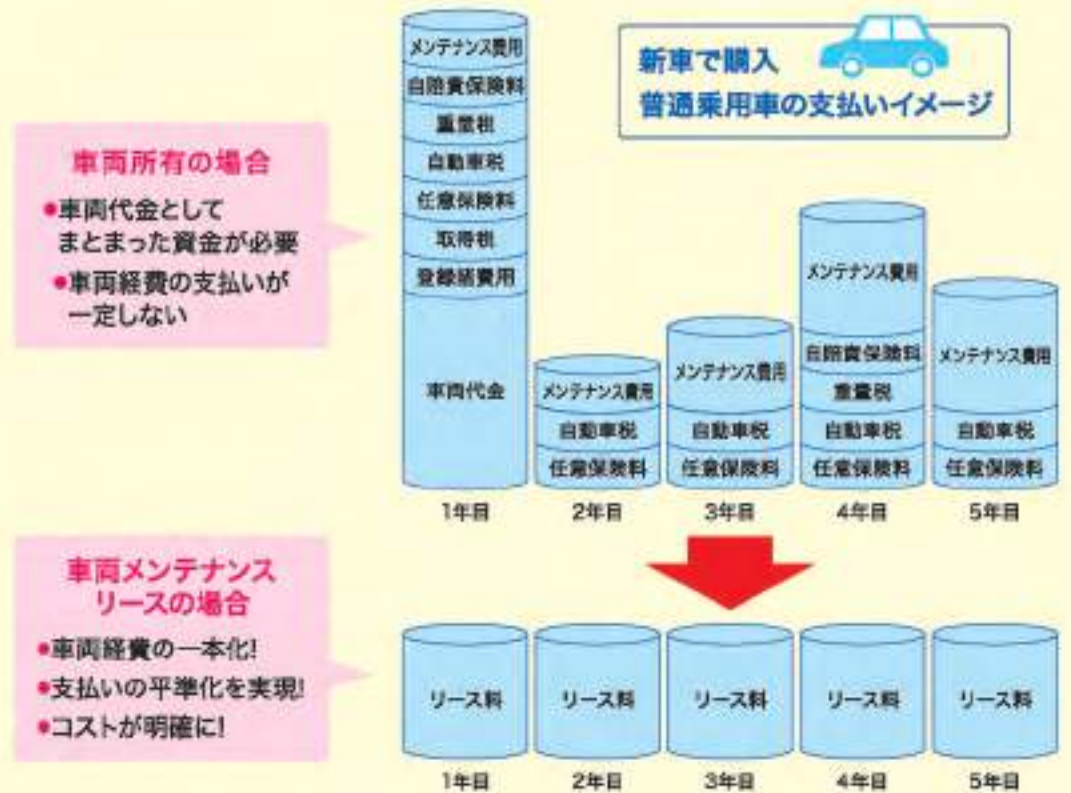 新車で購入
普通乗用車の支払いイメージ
車両所有の場合
●車両代金として
まとまった資金が必要
●車両経費の支払いが
一定しない
メンテナンス費用
自賠責保険料
重量税
自動車税
任意保険料
取得税
登録諸費用
車両代金
1年目
メンテナンス費用
自動車税
任意保険料
2年目
メンテナンス費用
自動車税
任意保険料
3年目
メンテナンス費用
自賠責保険料
重量税
自動車税
任意保険料
4年目
メンテナンス費用
自動車税
任意保険料
5年目
車両メンテナンス
リースの場合
●車両経費の一本化!
●支払いの平準化を実現!
●コストが明確に!
リース料
リース料
リース料
リース料
リース料
1年目
2年目
3年目
4年目
5年目